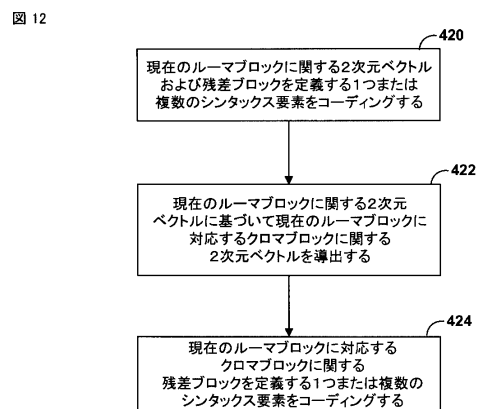 図 12
420
現在のルーマブロックに関する2次元ベクトル
および残差ブロックを定義する1つまたは
複数のシンタックス要素をコーディングする
422
現在のルーマブロックに関する2次元
ベクトルに基づいて現在のルーマブロックに
対応するクロマブロックに関する
2次元ベクトルを導出する
424
現在のルーマブロックに対応する
クロマブロックに関する
残差ブロックを定義する1つまたは複数の
シンタックス要素をコーディングする